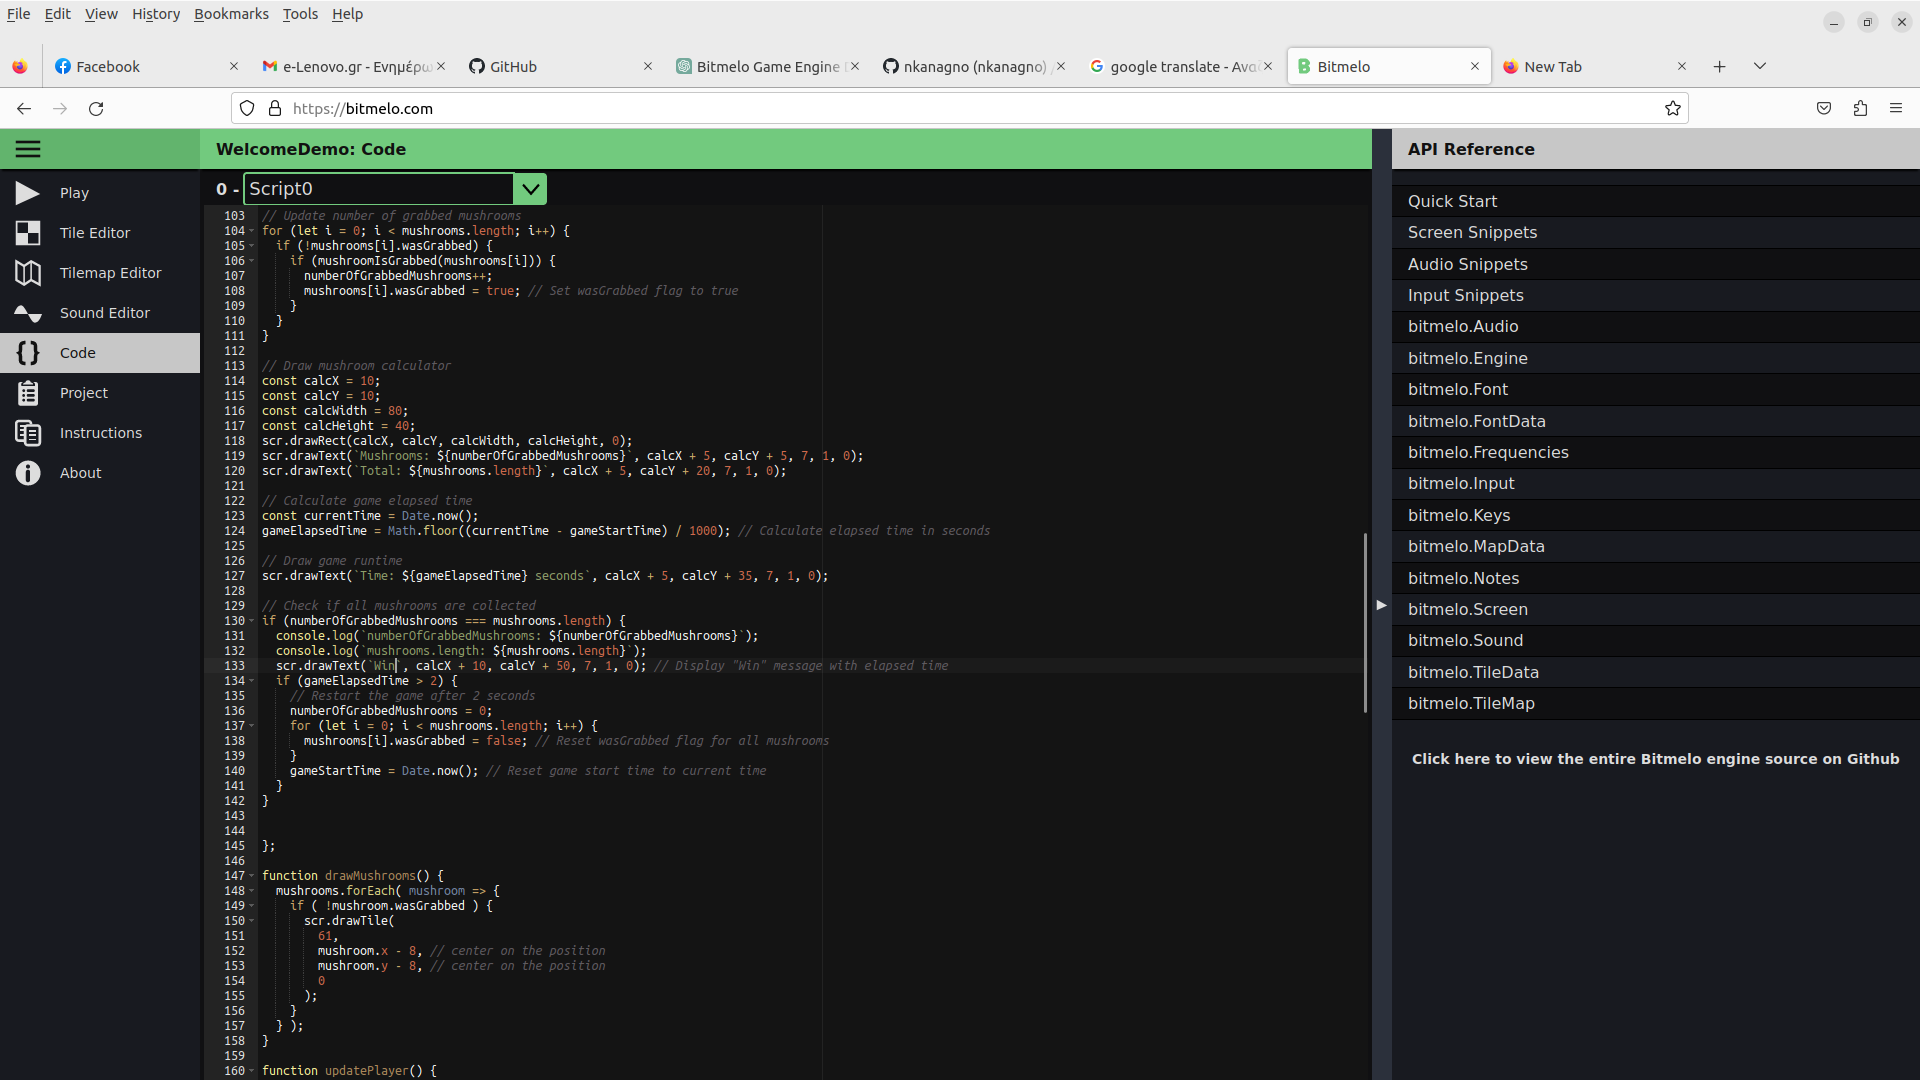 File Edit View History Bookmarks Tools Help
Facebook
e-Lenovo.gr - Ενημέρω
GitHub
Bitmelo Game Engine
nkanagno (nkanagno)
google translate - Ανα
Bitmelo
New Tab
https://bitmelo.com
WelcomeDemo: Code
API Reference
0 - Script0
Play
Tile Editor
Tilemap Editor
Sound Editor
Code
Project
Instructions
About
103 // Update number of grabbed mushrooms
104 for (let i = 0; i < mushrooms.length; i++) {
105 if (!mushrooms[i].wasGrabbed) {
106 if (mushroomIsGrabbed(mushrooms[i])) {
107 numberOfGrabbedMushrooms++;
108 mushrooms[i].wasGrabbed = true; // Set wasGrabbed flag to true
109 }
110 }
111 }
112
113 // Draw mushroom calculator
114 const calcX = 10;
115 const calcY = 10;
116 const calcWidth = 80;
117 const calcHeight = 40;
118 scr.drawRect(calcX, calcY, calcWidth, calcHeight, 0);
119 scr.drawText(`Mushrooms: ${numberOfGrabbedMushrooms}`, calcX + 5, calcY + 5, 7, 1, 0);
120 scr.drawText(`Total: ${mushrooms.length}`, calcX + 5, calcY + 20, 7, 1, 0);
121
122 // Calculate game elapsed time
123 const currentTime = Date.now();
124 gameElapsedTime = Math.floor((currentTime - gameStartTime) / 1000); // Calculate elapsed time in seconds
125
126 // Draw game runtime
127 scr.drawText(`Time: ${gameElapsedTime} seconds`, calcX + 5, calcY + 35, 7, 1, 0);
128
129 // Check if all mushrooms are collected
130 if (numberOfGrabbedMushrooms === mushrooms.length) {
131 console.log(`numberOfGrabbedMushrooms: ${numberOfGrabbedMushrooms}`);
132 console.log(`mushrooms.length: ${mushrooms.length}`);
133 scr.drawText(`Win`, calcX + 10, calcY + 50, 7, 1, 0); // Display "Win" message with elapsed time
134 if (gameElapsedTime > 2) {
135 // Restart the game after 2 seconds
136 numberOfGrabbedMushrooms = 0;
137 for (let i = 0; i < mushrooms.length; i++) {
138 mushrooms[i].wasGrabbed = false; // Reset wasGrabbed flag for all mushrooms
139 }
140 gameStartTime = Date.now(); // Reset game start time to current time
141 }
142 }
143
144
145 };
146
147 function drawMushrooms() {
148 mushrooms.forEach( mushroom => {
149 if ( !mushroom.wasGrabbed ) {
150 scr.drawTile(
151 61,
152 mushroom.x - 8, // center on the position
153 mushroom.y - 8, // center on the position
154 0
155 );
156 }
157 } );
158 }
159
160 function updatePlayer() {
Quick Start
Screen Snippets
Audio Snippets
Input Snippets
bitmelo.Audio
bitmelo.Engine
bitmelo.Font
bitmelo.FontData
bitmelo.Frequencies
bitmelo.Input
bitmelo.Keys
bitmelo.MapData
bitmelo.Notes
bitmelo.Screen
bitmelo.Sound
bitmelo.TileData
bitmelo.TileMap
Click here to view the entire Bitmelo engine source on Github